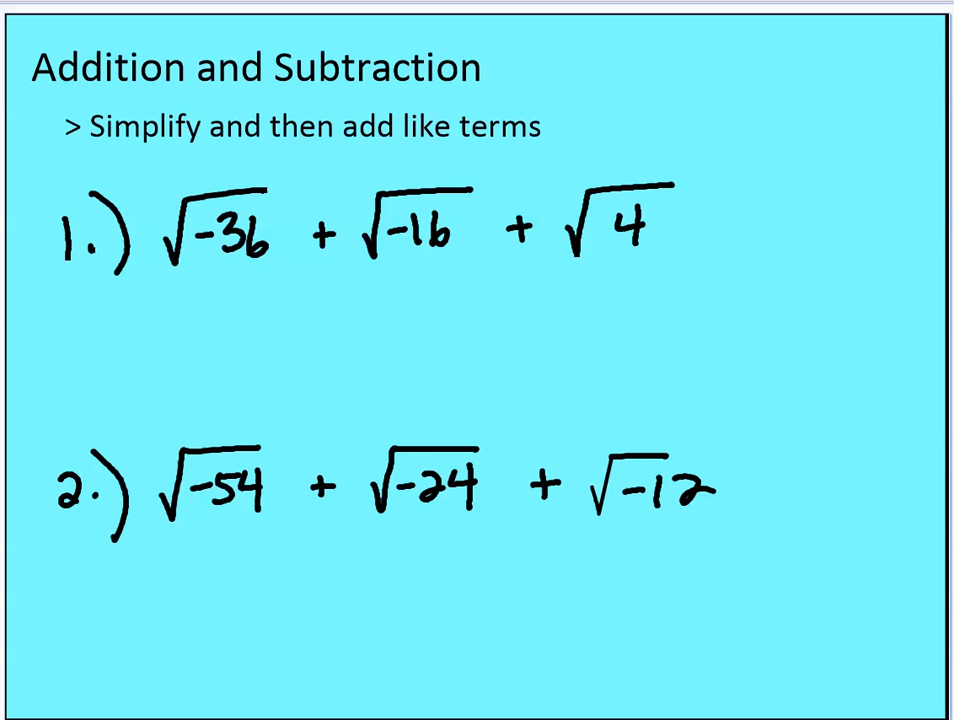 Addition and Subtraction
> Simplify and then add like terms
1.) √-36 + √-16 + √4
2.) √-54 + √-24 + √-12